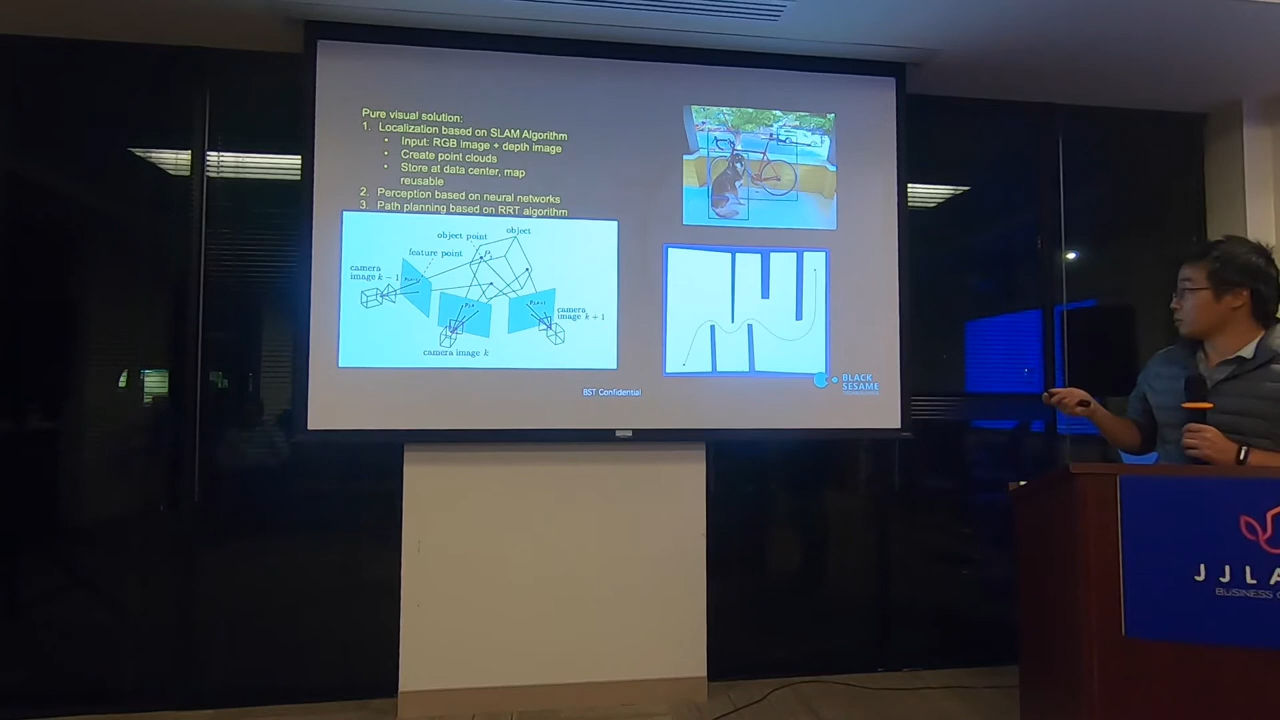 Pure visual solution:
1. Localization based on SLAM Algorithm
• Input: RGB image + depth image
• Create point clouds
• Store at data center, map
reusable
2. Perception based on neural networks
3. Path planning based on RRT algorithm
object point
object
feature point
camera
image k − 1
camera
image k + 1
camera image k
BST Confidential
BLACK
SESAME
JJLA
BUSINESS